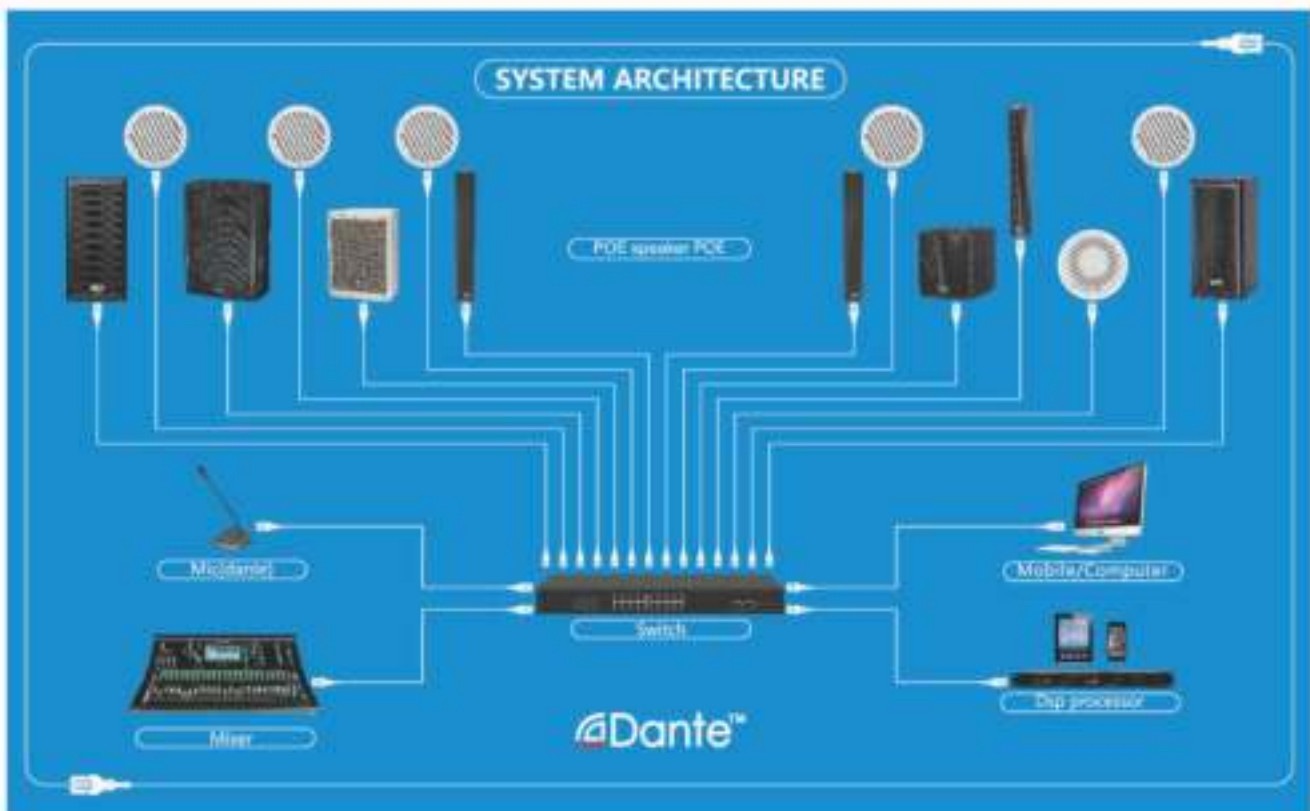 SYSTEM ARCHITECTURE
POE speaker POE
Mic(dante)
Mobile/Computer
Switch
Dsp processor
Mixer
Dante™